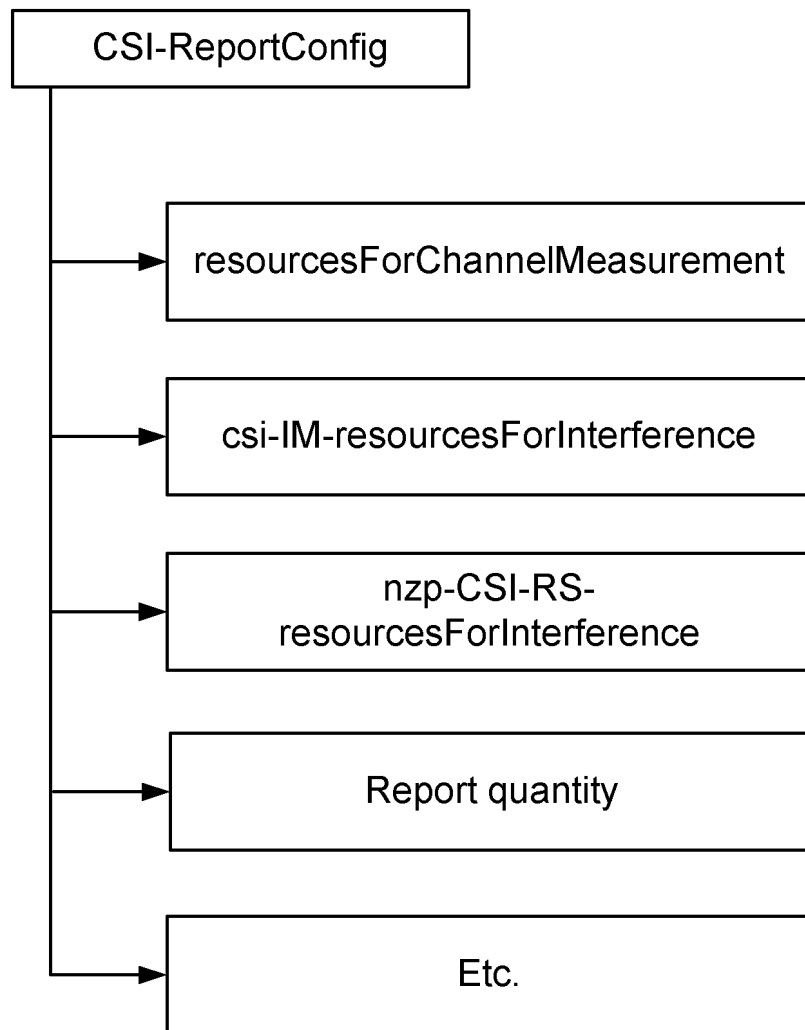 CSI-ReportConfig
resourcesForChannelMeasurement
csi-IM-resourcesForInterference
nzp-CSI-RS-
resourcesForInterference
Report quantity
Etc.